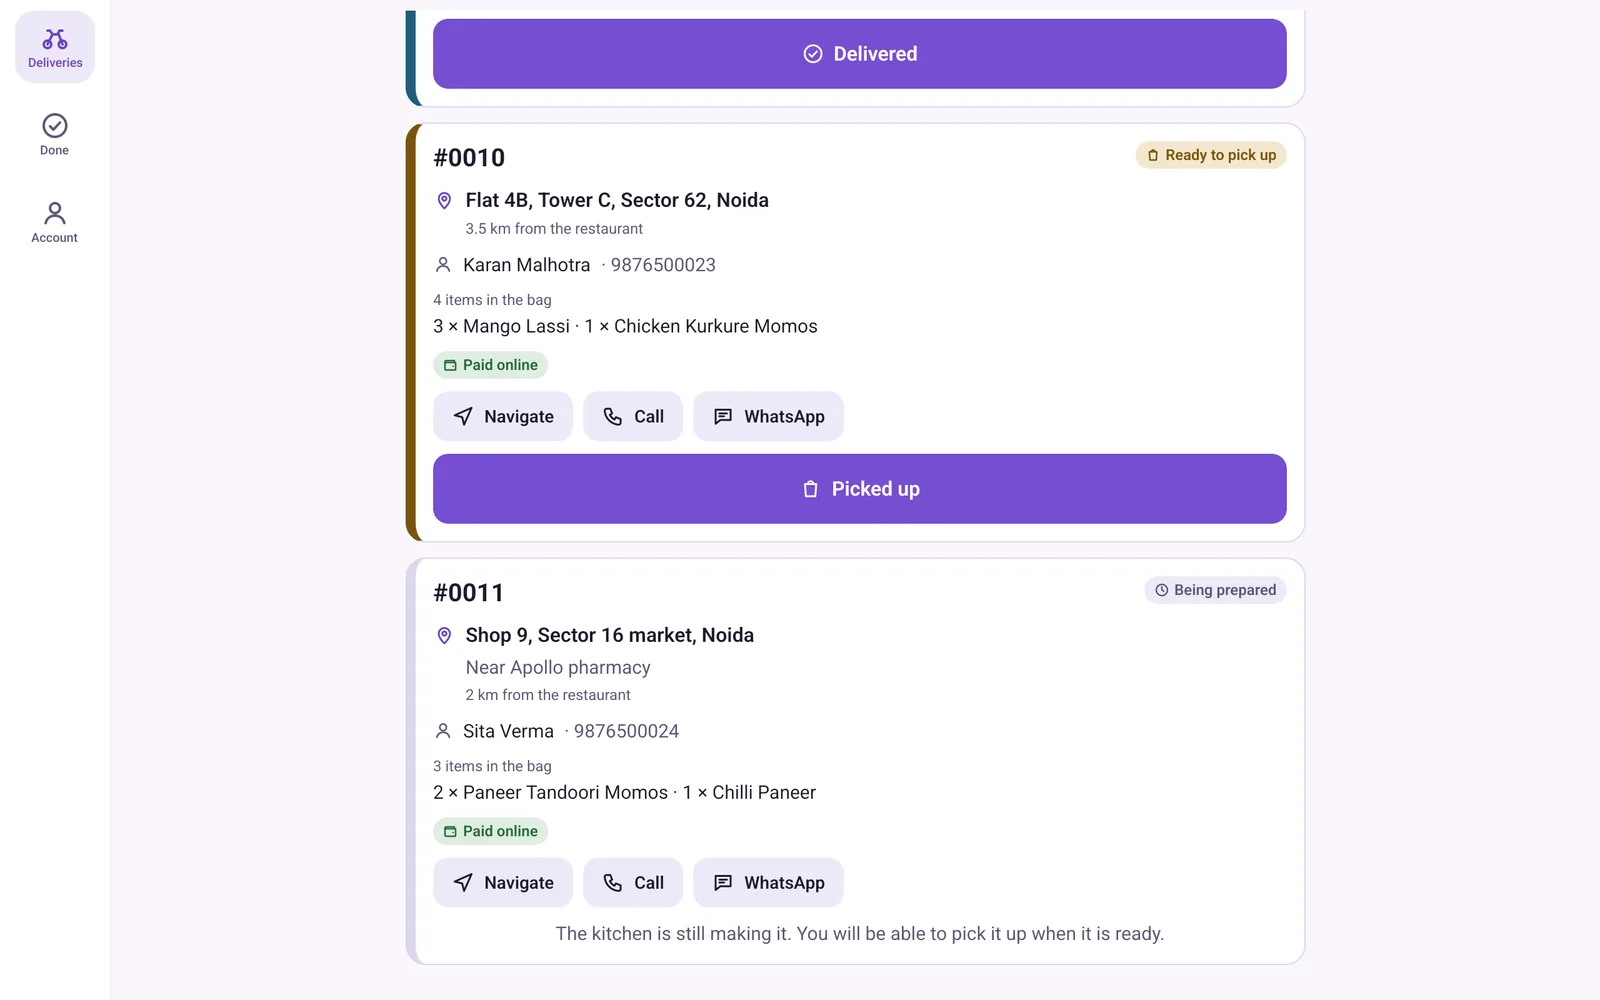 Deliveries
Done
Account
Delivered
#0010
Ready to pick up
Flat 4B, Tower C, Sector 62, Noida
3.5 km from the restaurant
Karan Malhotra · 9876500023
4 items in the bag
3 × Mango Lassi · 1 × Chicken Kurkure Momos
Paid online
Navigate
Call
WhatsApp
Picked up
#0011
Being prepared
Shop 9, Sector 16 market, Noida
Near Apollo pharmacy
2 km from the restaurant
Sita Verma · 9876500024
3 items in the bag
2 × Paneer Tandoori Momos · 1 × Chilli Paneer
Paid online
Navigate
Call
WhatsApp
The kitchen is still making it. You will be able to pick it up when it is ready.